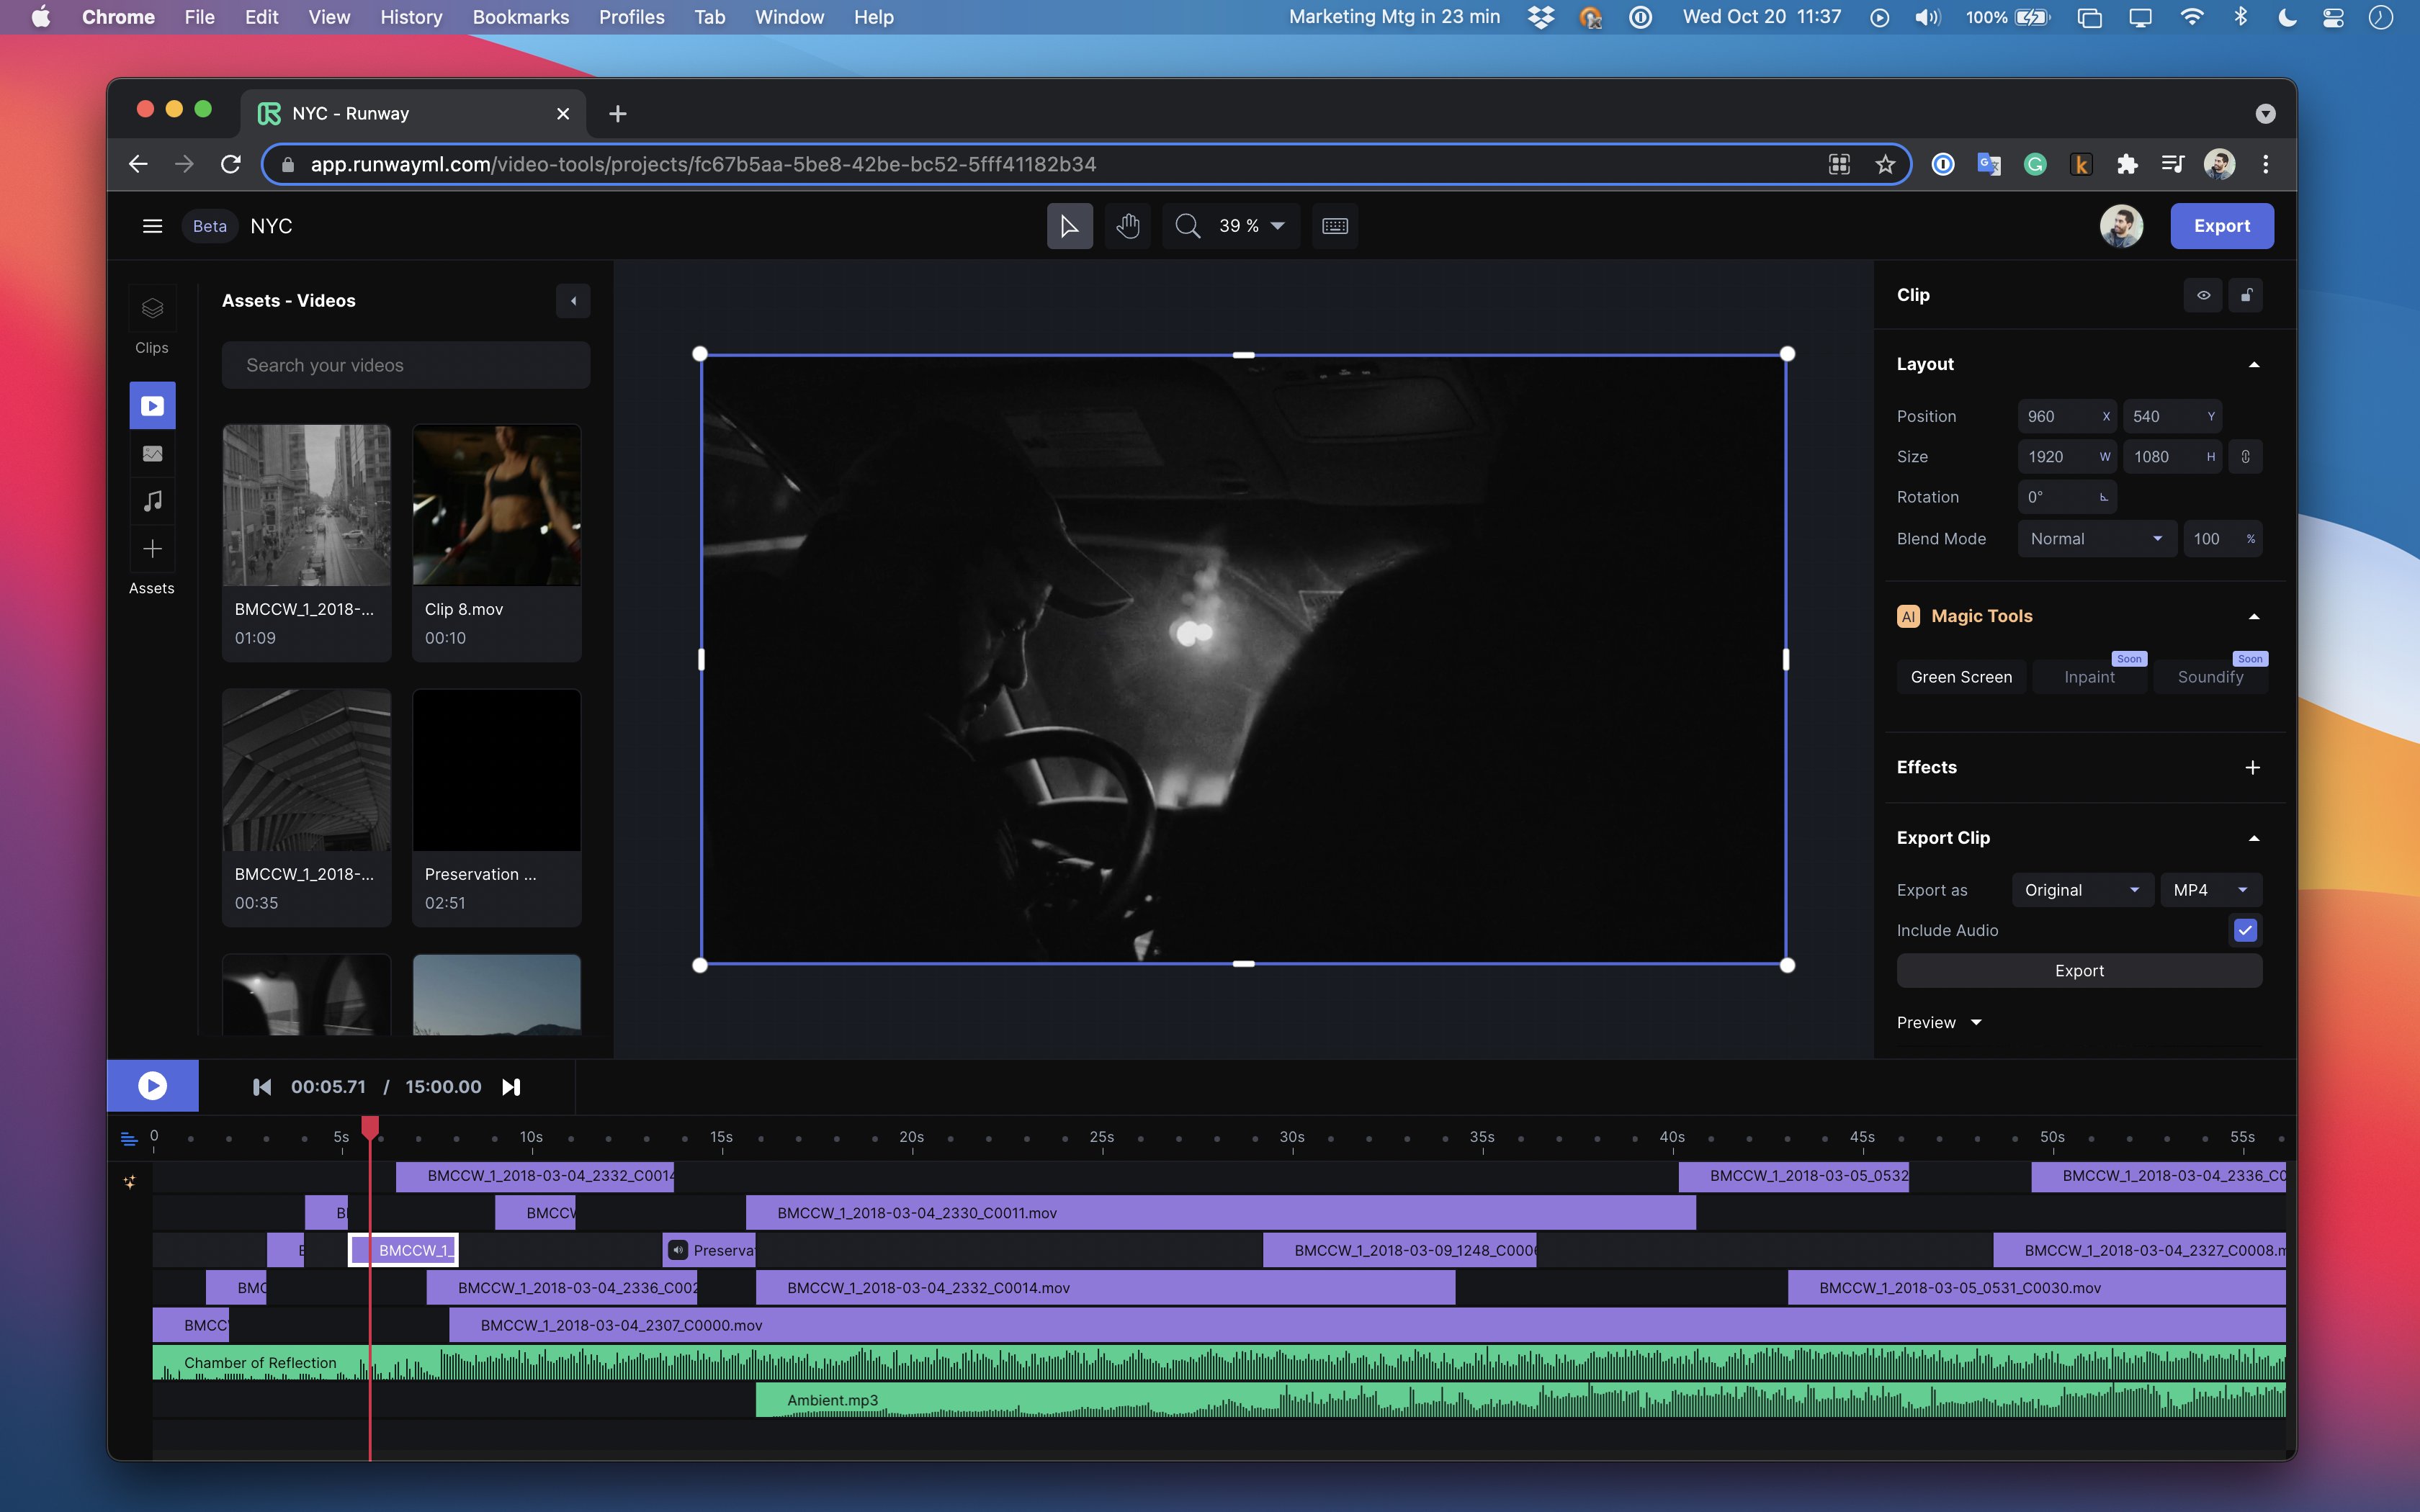 Chrome File Edit View History Bookmarks Profiles Tab Window Help Marketing Mtg in 23 min Wed Oct 20 11:37 100%
NYC - Runway
app.runwayml.com/video-tools/projects/fc67b5aa-5be8-42be-bc52-5fff41182b34
Beta NYC 39 % Export
Clips
Assets
Assets - Videos
Search your videos
BMCCW_1_2018-... Clip 8.mov
01:09 00:10
BMCCW_1_2018-... Preservation ...
00:35 02:51
Clip
Layout
Position 960 X 540 Y
Size 1920 W 1080 H
Rotation 0°
Blend Mode Normal 100 %
AI Magic Tools
Soon Soon
Green Screen Inpaint Soundify
Effects
Export Clip
Export as Original MP4
Include Audio
Export
Preview
00:05.71 / 15:00.00
0 5s 10s 15s 20s 25s 30s 35s 40s 45s 50s 55s
BMCCW_1_2018-03-04_2332_C0014 BMCCW_1_2018-03-05_0532 BMCCW_1_2018-03-04_2336_C0
BMCCW BMCCW_1_2018-03-04_2330_C0011.mov
BMCCW_1_ Preserva BMCCW_1_2018-03-09_1248_C0006 BMCCW_1_2018-03-04_2327_C0008.m
BMC BMCCW_1_2018-03-04_2336_C002 BMCCW_1_2018-03-04_2332_C0014.mov BMCCW_1_2018-03-05_0531_C0030.mov
BMCCW BMCCW_1_2018-03-04_2307_C0000.mov
Chamber of Reflection
Ambient.mp3